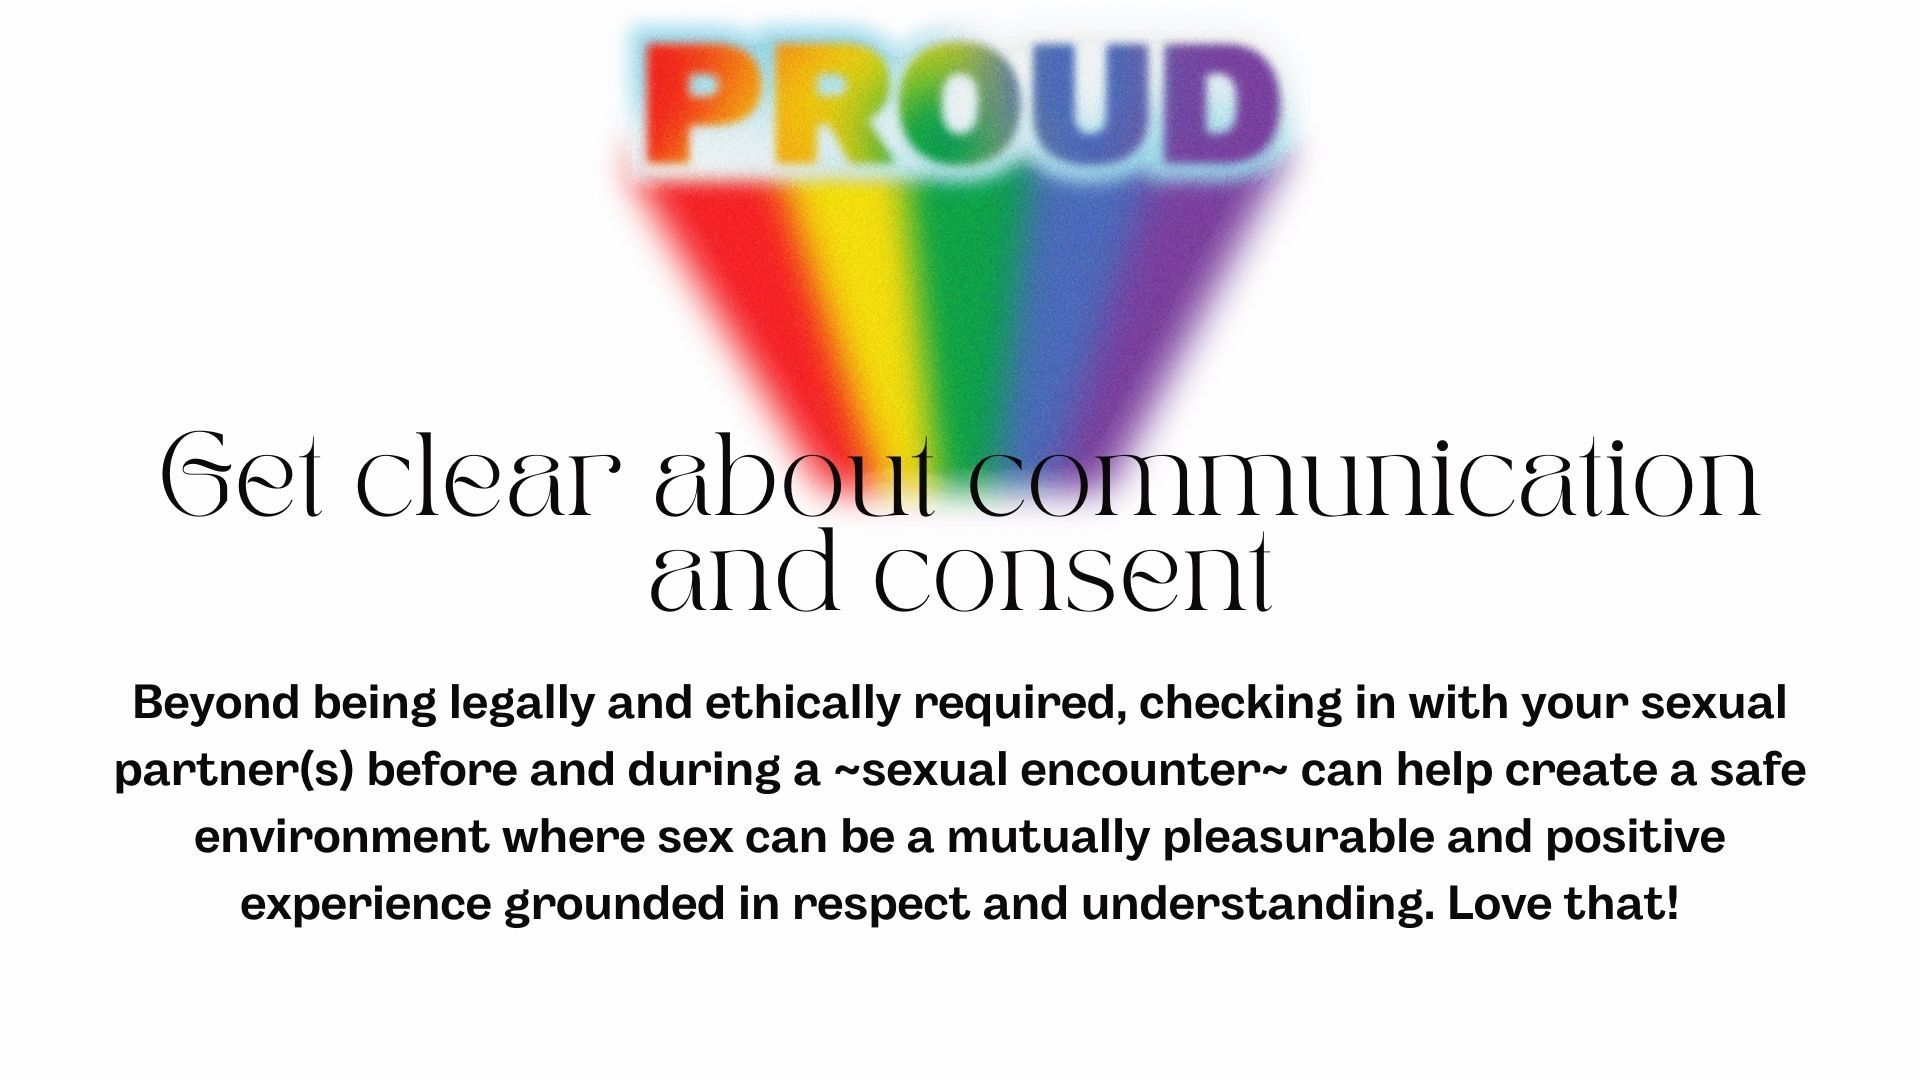 PROUD
Get clear about communication
and consent
Beyond being legally and ethically required, checking in with your sexual
partner(s) before and during a ~sexual encounter~ can help create a safe
environment where sex can be a mutually pleasurable and positive
experience grounded in respect and understanding. Love that!